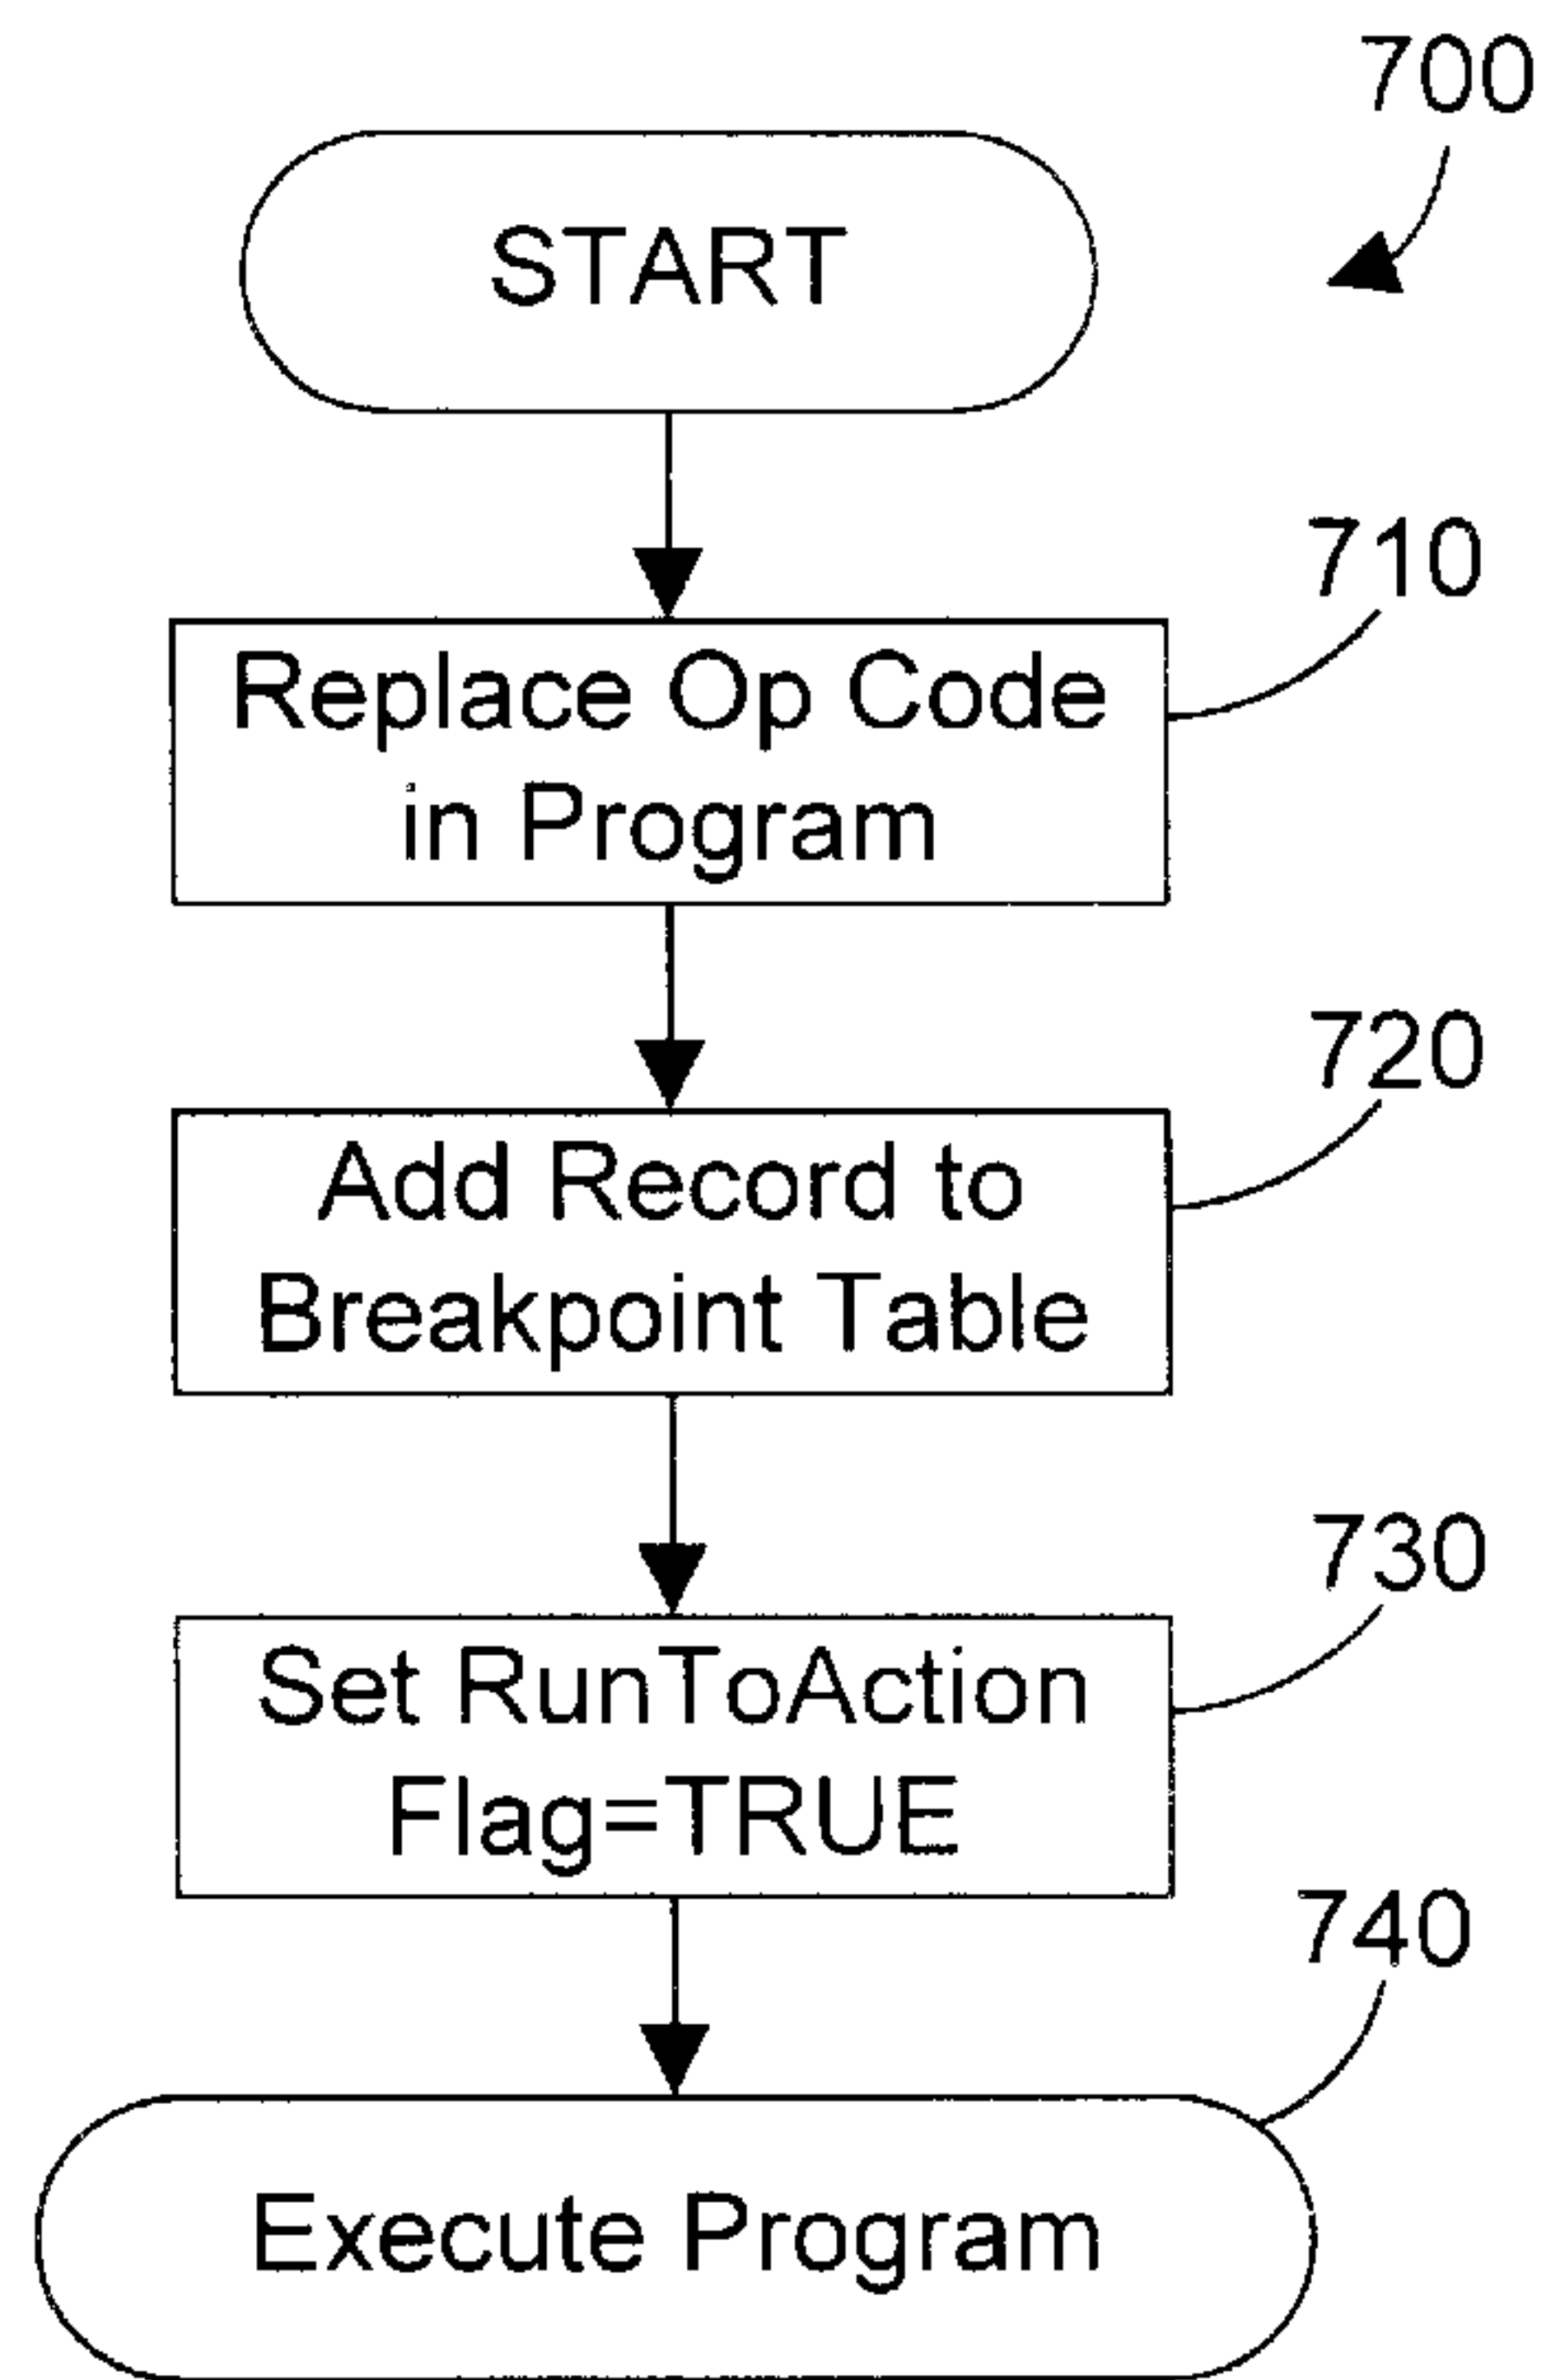 700
START
710
Replace Op Code
in Program
720
Add Record to
Breakpoint Table
730
Set RunToAction
Flag=TRUE
740
Execute Program